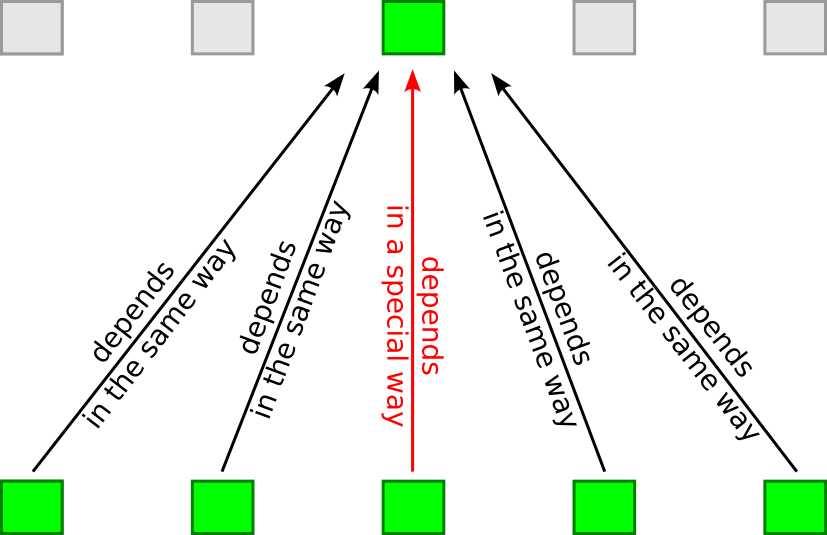 depends
in the same way
depends
in the same way
depends
in a special way
depends
in the same way
depends
in the same way